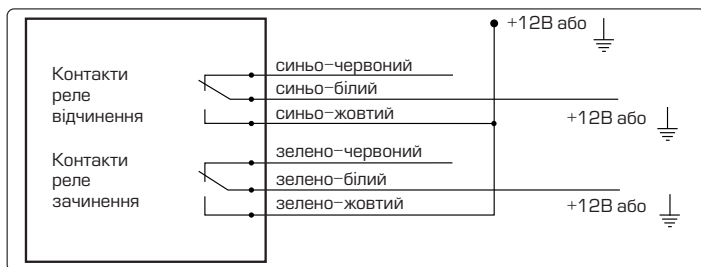 +12В або
Контакти
реле
відчинення
синьо-червоний
синьо-білий
синьо-жовтий
+12В або
Контакти
реле
зачинення
зелено-червоний
зелено-білий
зелено-жовтий
+12В або